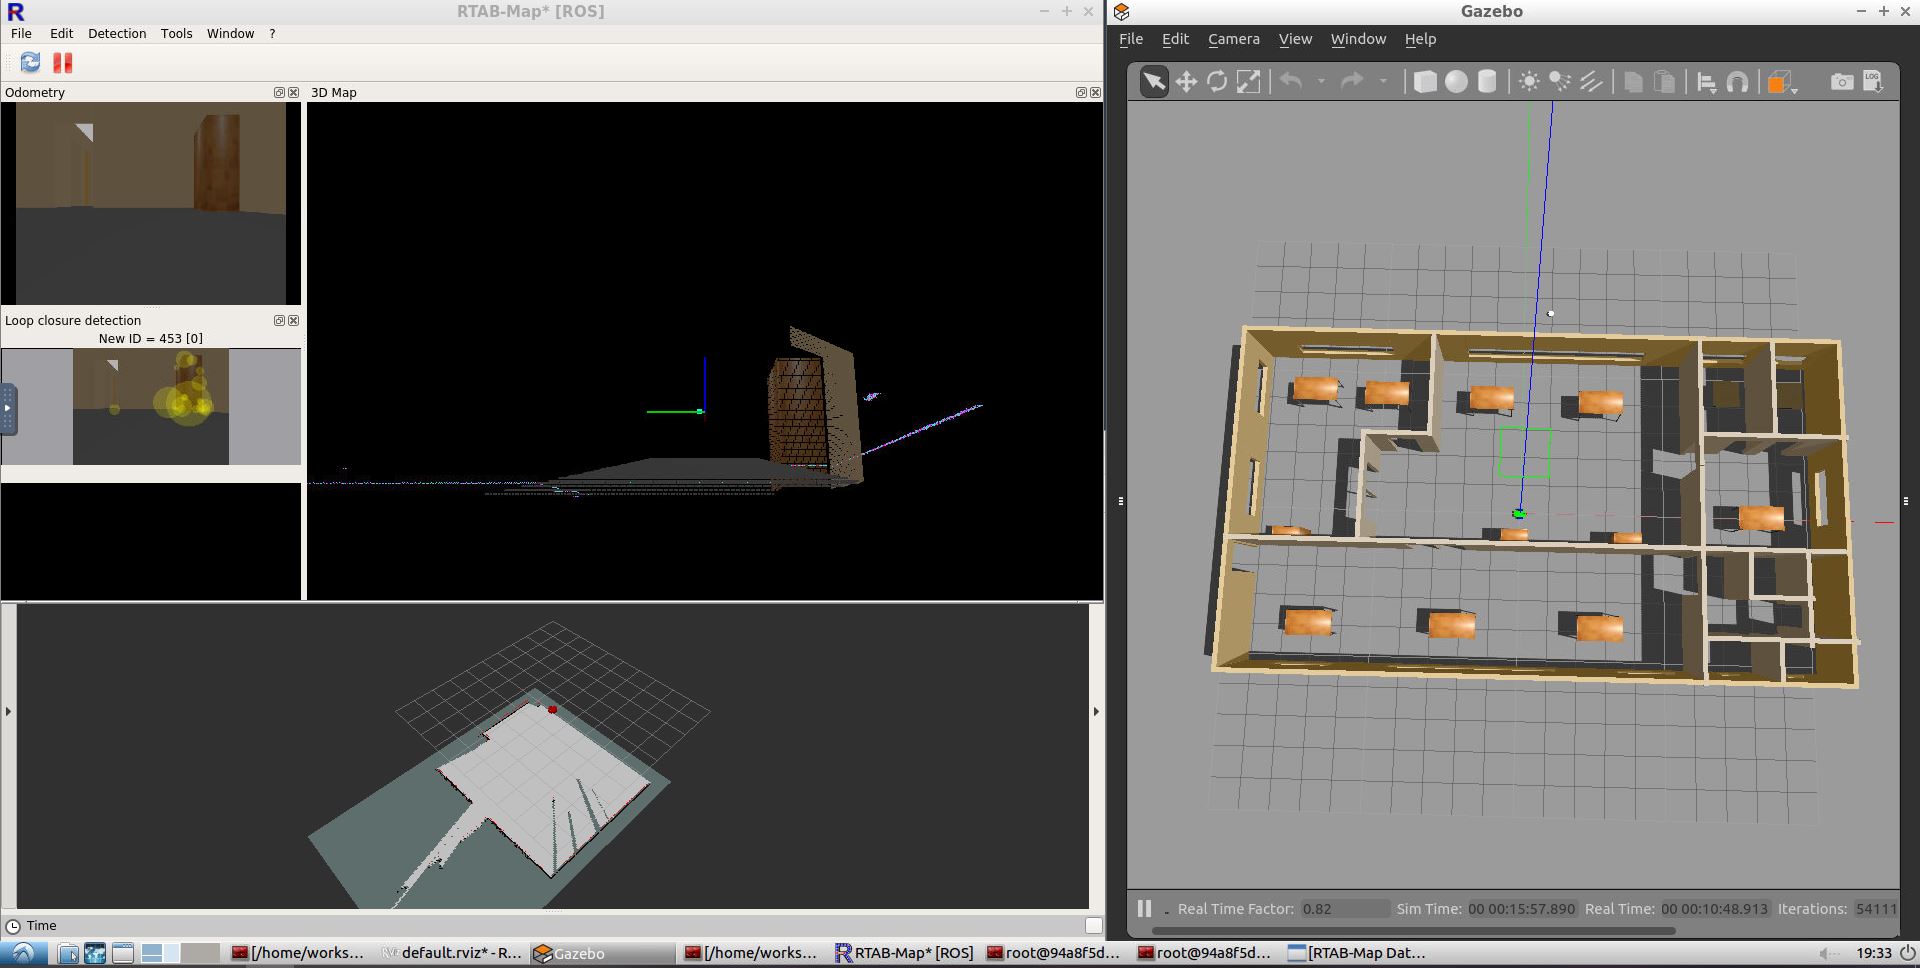 RTAB-Map* [ROS]
File Edit Detection Tools Window ?
Odometry
3D Map
Loop closure detection
New ID = 453 [0]
Time
Gazebo
File Edit Camera View Window Help
LOG
Real Time Factor: 0.82 Sim Time: 00 00:15:57.890 Real Time: 00 00:10:48.913 Iterations: 54111
[/home/works... default.rviz* - R... Gazebo [/home/works... RTAB-Map* [ROS] root@94a8f5d... root@94a8f5d... [RTAB-Map Dat... 19:33